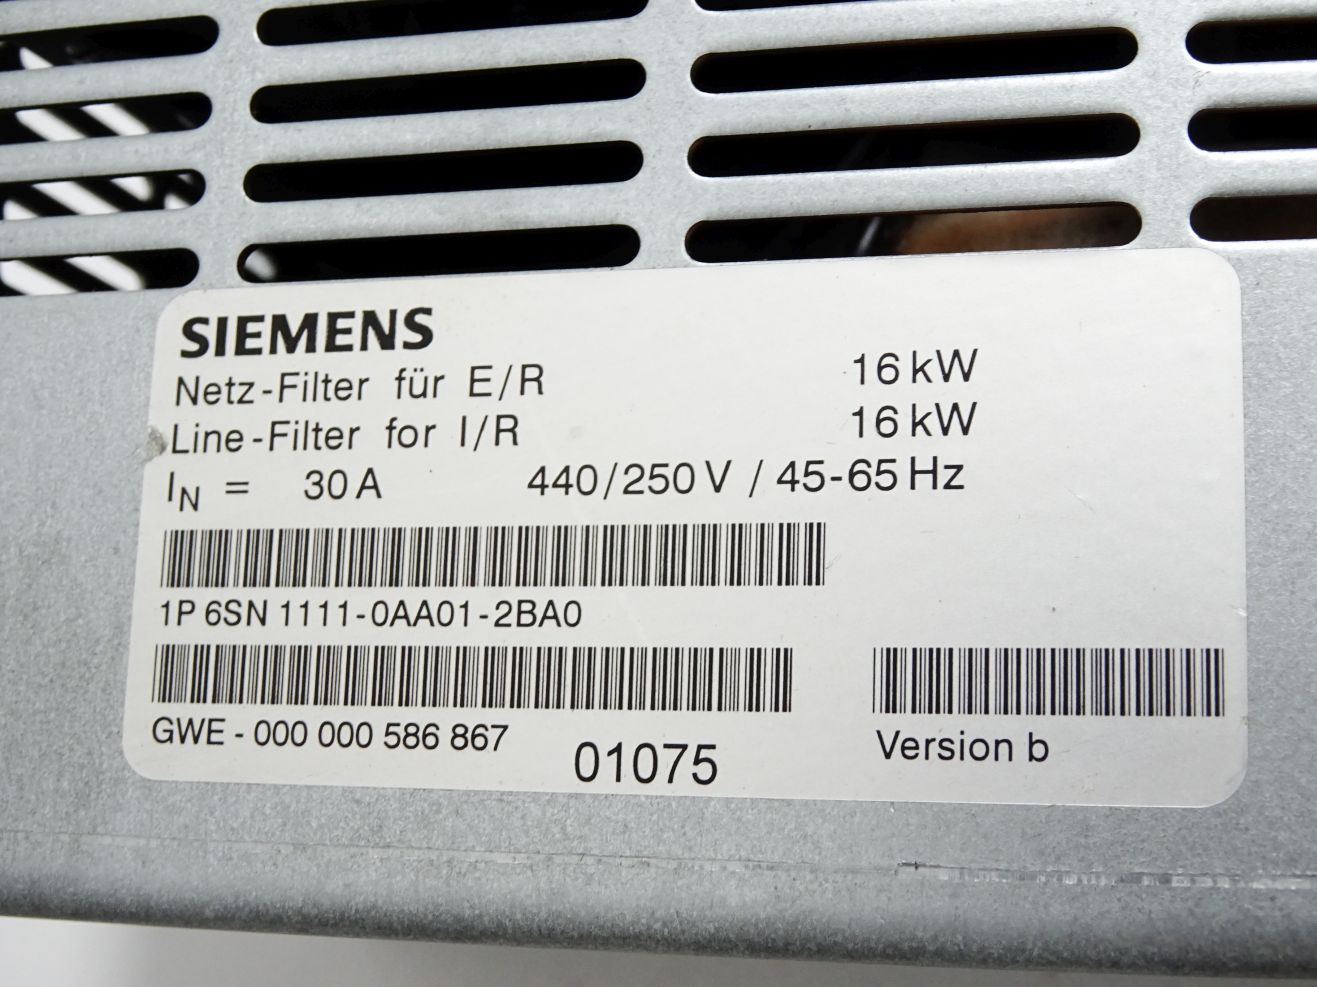 SIEMENS
Netz-Filter für E/R 16 kW
Line-Filter for I/R 16 kW
IN = 30 A 440/250 V / 45-65 Hz
1P 6SN 1111-0AA01-2BA0
GWE - 000 000 586 867
01075
Version b